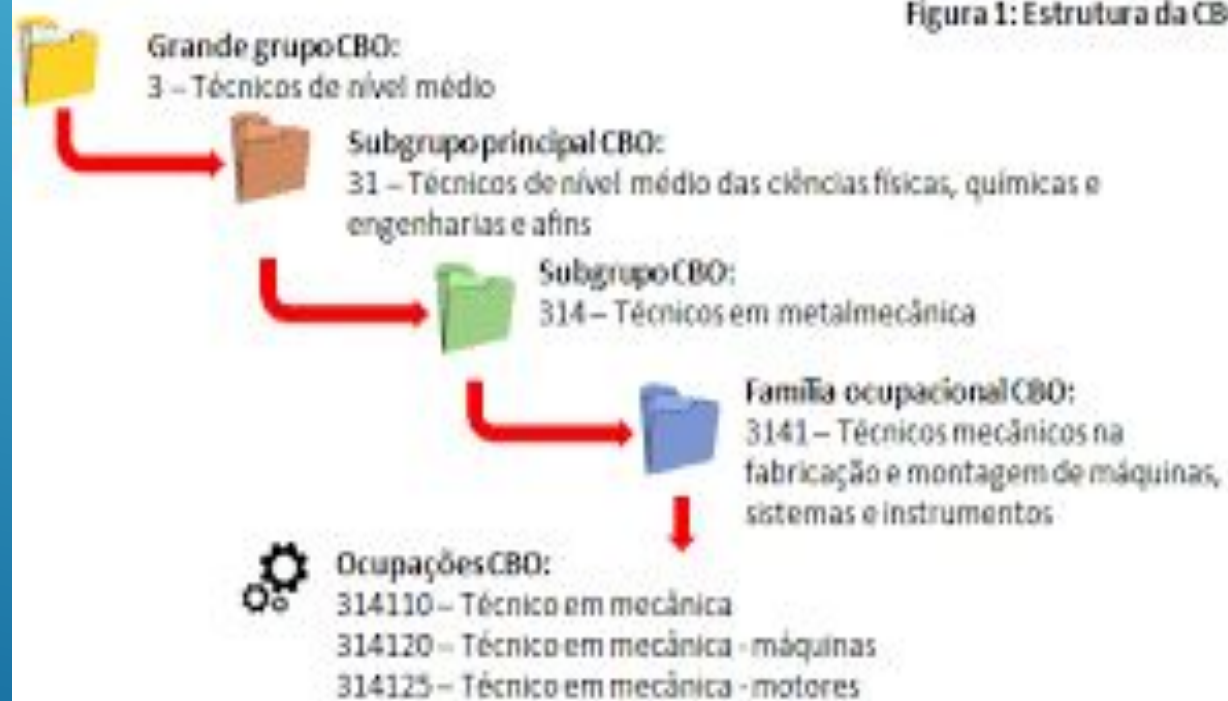 Figura 1: Estrutura da CB
Grande grupo CBO:
3 – Técnicos de nível médio
Subgrupo principal CBO:
31 – Técnicos de nível médio das ciências físicas, químicas e
engenharias e afins
Subgrupo CBO:
314 – Técnicos em metalmecânica
Família ocupacional CBO:
3141 – Técnicos mecânicos na
fabricação e montagem de máquinas,
sistemas e instrumentos
Ocupações CBO:
314110 – Técnico em mecânica
314120 – Técnico em mecânica - máquinas
314125 – Técnico em mecânica - motores